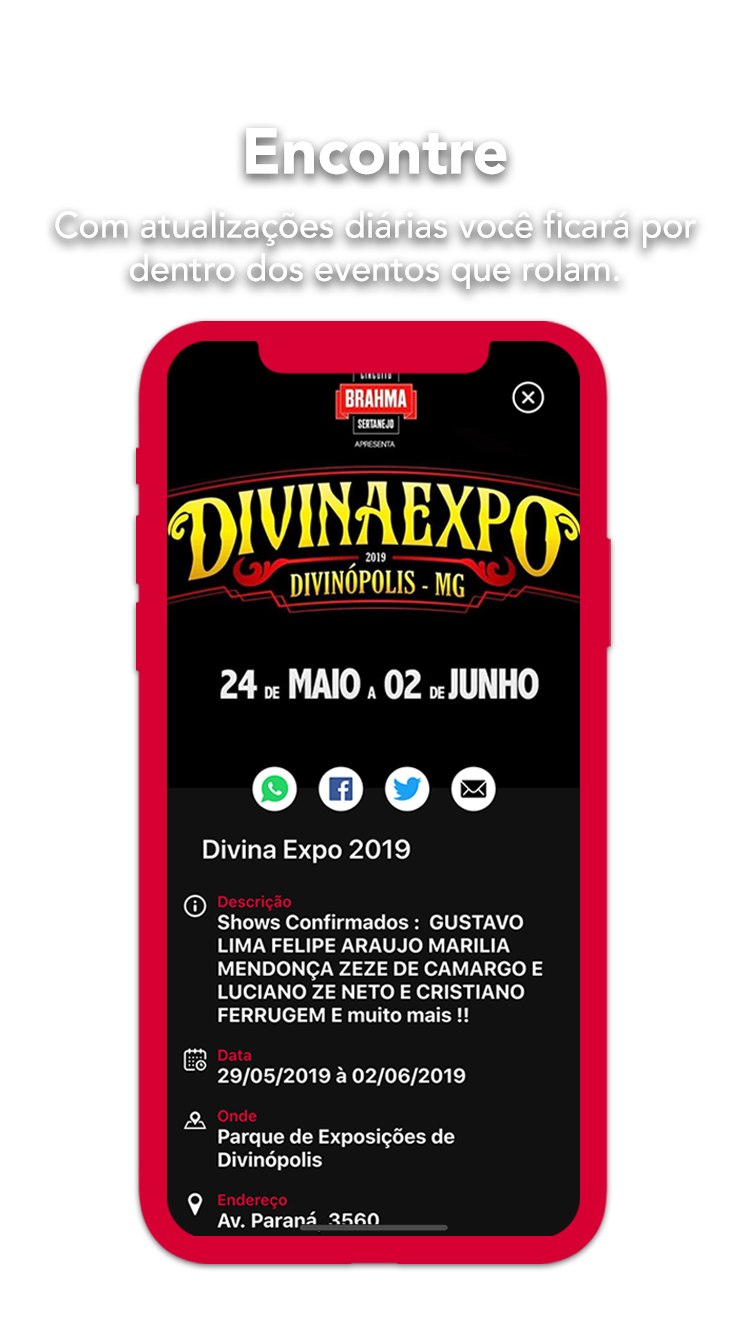 Encontre
Com atualizações diárias você ficará por
dentro dos eventos que rolam.
CIRCUITO
BRAHMA
SERTANEJO
APRESENTA
DIVINAEXPO
2019
DIVINÓPOLIS - MG
24 DE MAIO A 02 DE JUNHO
Divina Expo 2019
Descrição
Shows Confirmados : GUSTAVO
LIMA FELIPE ARAUJO MARILIA
MENDONÇA ZEZE DE CAMARGO E
LUCIANO ZE NETO E CRISTIANO
FERRUGEM E muito mais !!
Data
29/05/2019 à 02/06/2019
Onde
Parque de Exposições de
Divinópolis
Endereço
Av. Paraná, 3560